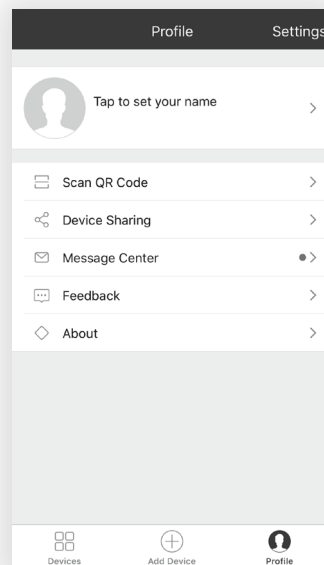 Profile
Settings
Tap to set your name
Scan QR Code
Device Sharing
Message Center
Feedback
About
Devices
Add Device
Profile